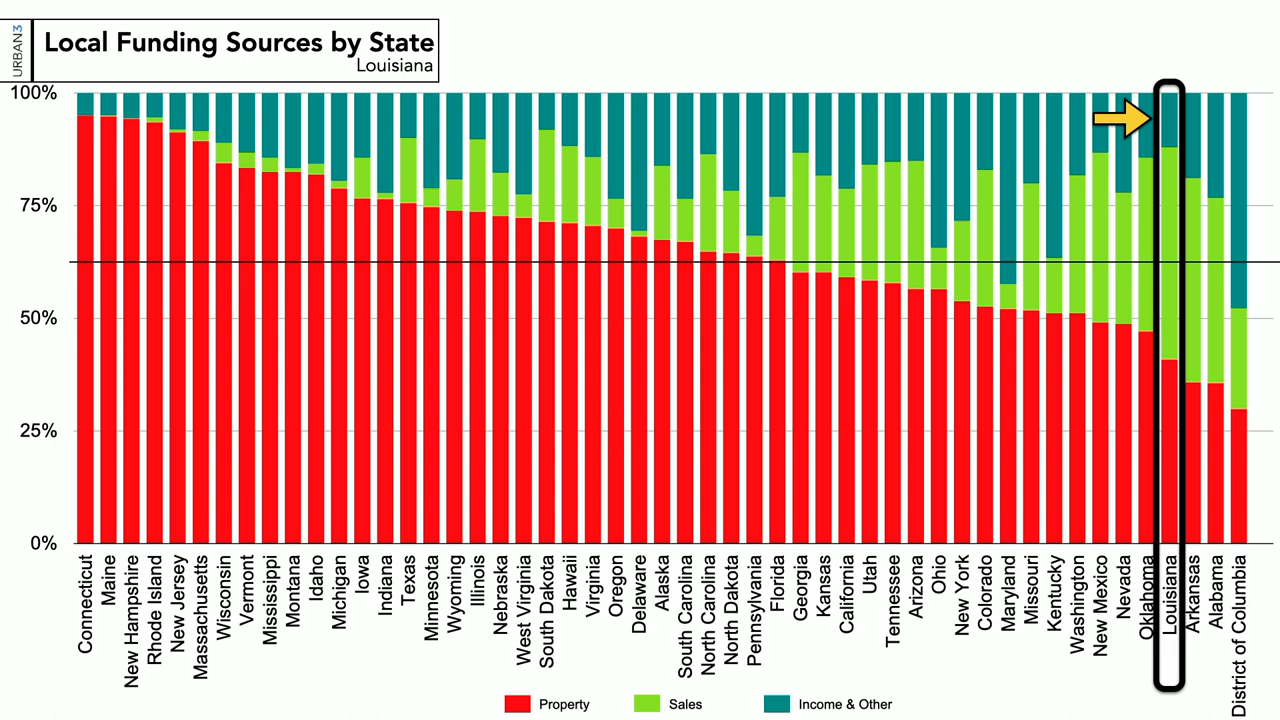 URBAN3
Local Funding Sources by State
Louisiana
100%
75%
50%
25%
0%
Connecticut
Maine
New Hampshire
Rhode Island
New Jersey
Massachusetts
Wisconsin
Vermont
Mississippi
Montana
Idaho
Michigan
Iowa
Indiana
Texas
Minnesota
Wyoming
Illinois
Nebraska
West Virginia
South Dakota
Hawaii
Virginia
Oregon
Delaware
Alaska
South Carolina
North Carolina
North Dakota
Pennsylvania
Florida
Georgia
Kansas
California
Utah
Tennessee
Arizona
Ohio
New York
Colorado
Maryland
Missouri
Kentucky
Washington
New Mexico
Nevada
Oklahoma
Louisiana
Arkansas
Alabama
District of Columbia
Property
Sales
Income & Other